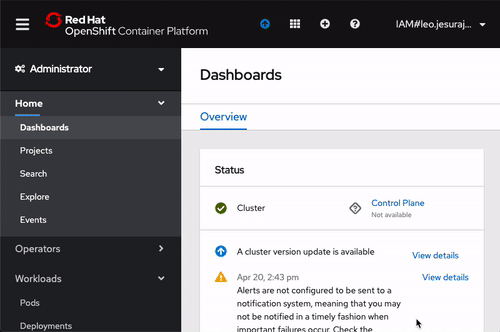 Red Hat
OpenShift Container Platform
IAM#leo.jesuraj...
Administrator
Home
Dashboards
Projects
Search
Explore
Events
Operators
Workloads
Pods
Deployments
Dashboards
Overview
Status
Cluster
Control Plane
Not available
A cluster version update is available
View details
Apr 20, 2:43 pm
View details
Alerts are not configured to be sent to a
notification system, meaning that you may
not be notified in a timely fashion when
important failures occur. Check the